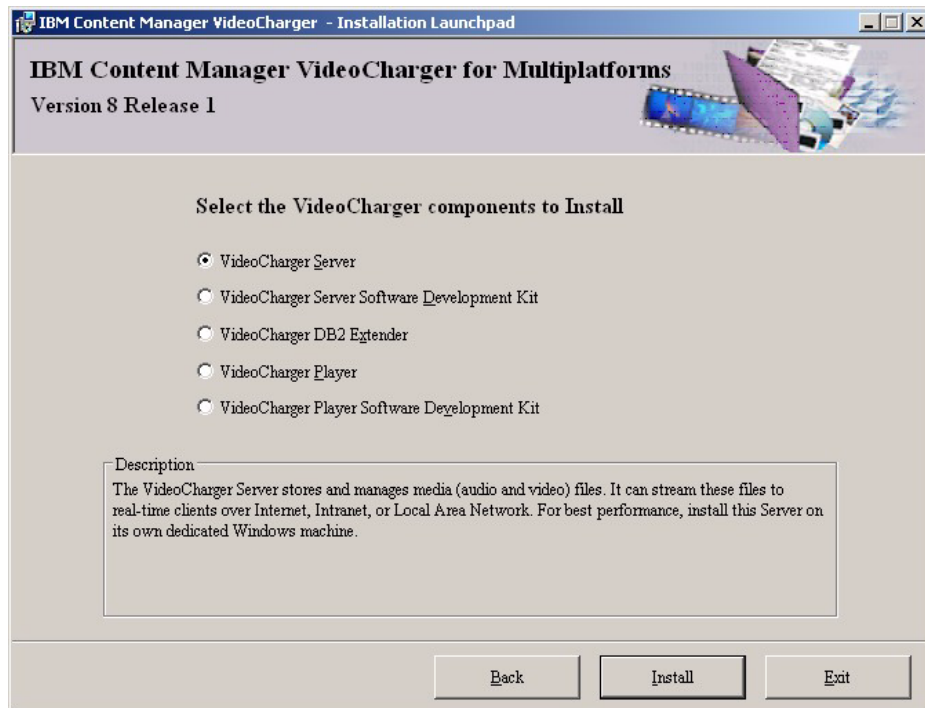 IBM Content Manager VideoCharger - Installation Launchpad
IBM Content Manager VideoCharger for Multiplatforms
Version 8 Release 1
Select the VideoCharger components to Install
VideoCharger Server
VideoCharger Server Software Development Kit
VideoCharger DB2 Extender
VideoCharger Player
VideoCharger Player Software Development Kit
Description
The VideoCharger Server stores and manages media (audio and video) files. It can stream these files to
real-time clients over Internet, Intranet, or Local Area Network. For best performance, install this Server on
its own dedicated Windows machine.
Back
Install
Exit